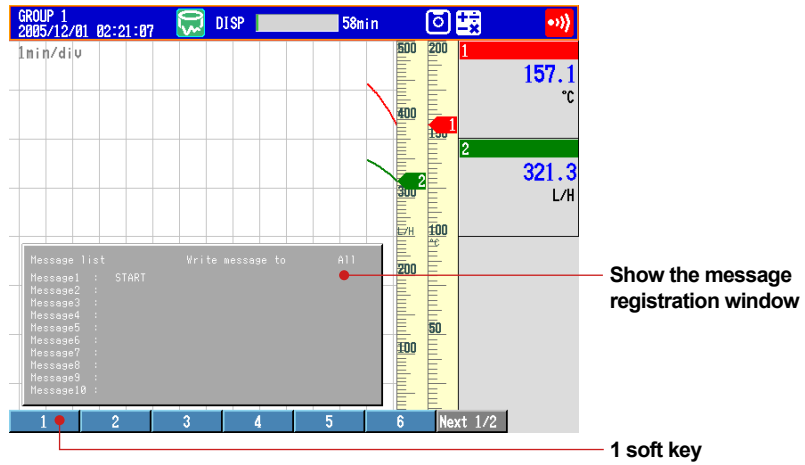 GROUP 1
2005/12/01 02:21:07
DISP
58min
1min/div
500
400
300
L/H
200
100
200
150
100
°C
50
1
2
1
157.1
°C
2
321.3
L/H
Message list Write message to All
Message1 : START
Message2 :
Message3 :
Message4 :
Message5 :
Message6 :
Message7 :
Message8 :
Message9 :
Message10 :
1 2 3 4 5 6 Next 1/2
Show the message
registration window
1 soft key